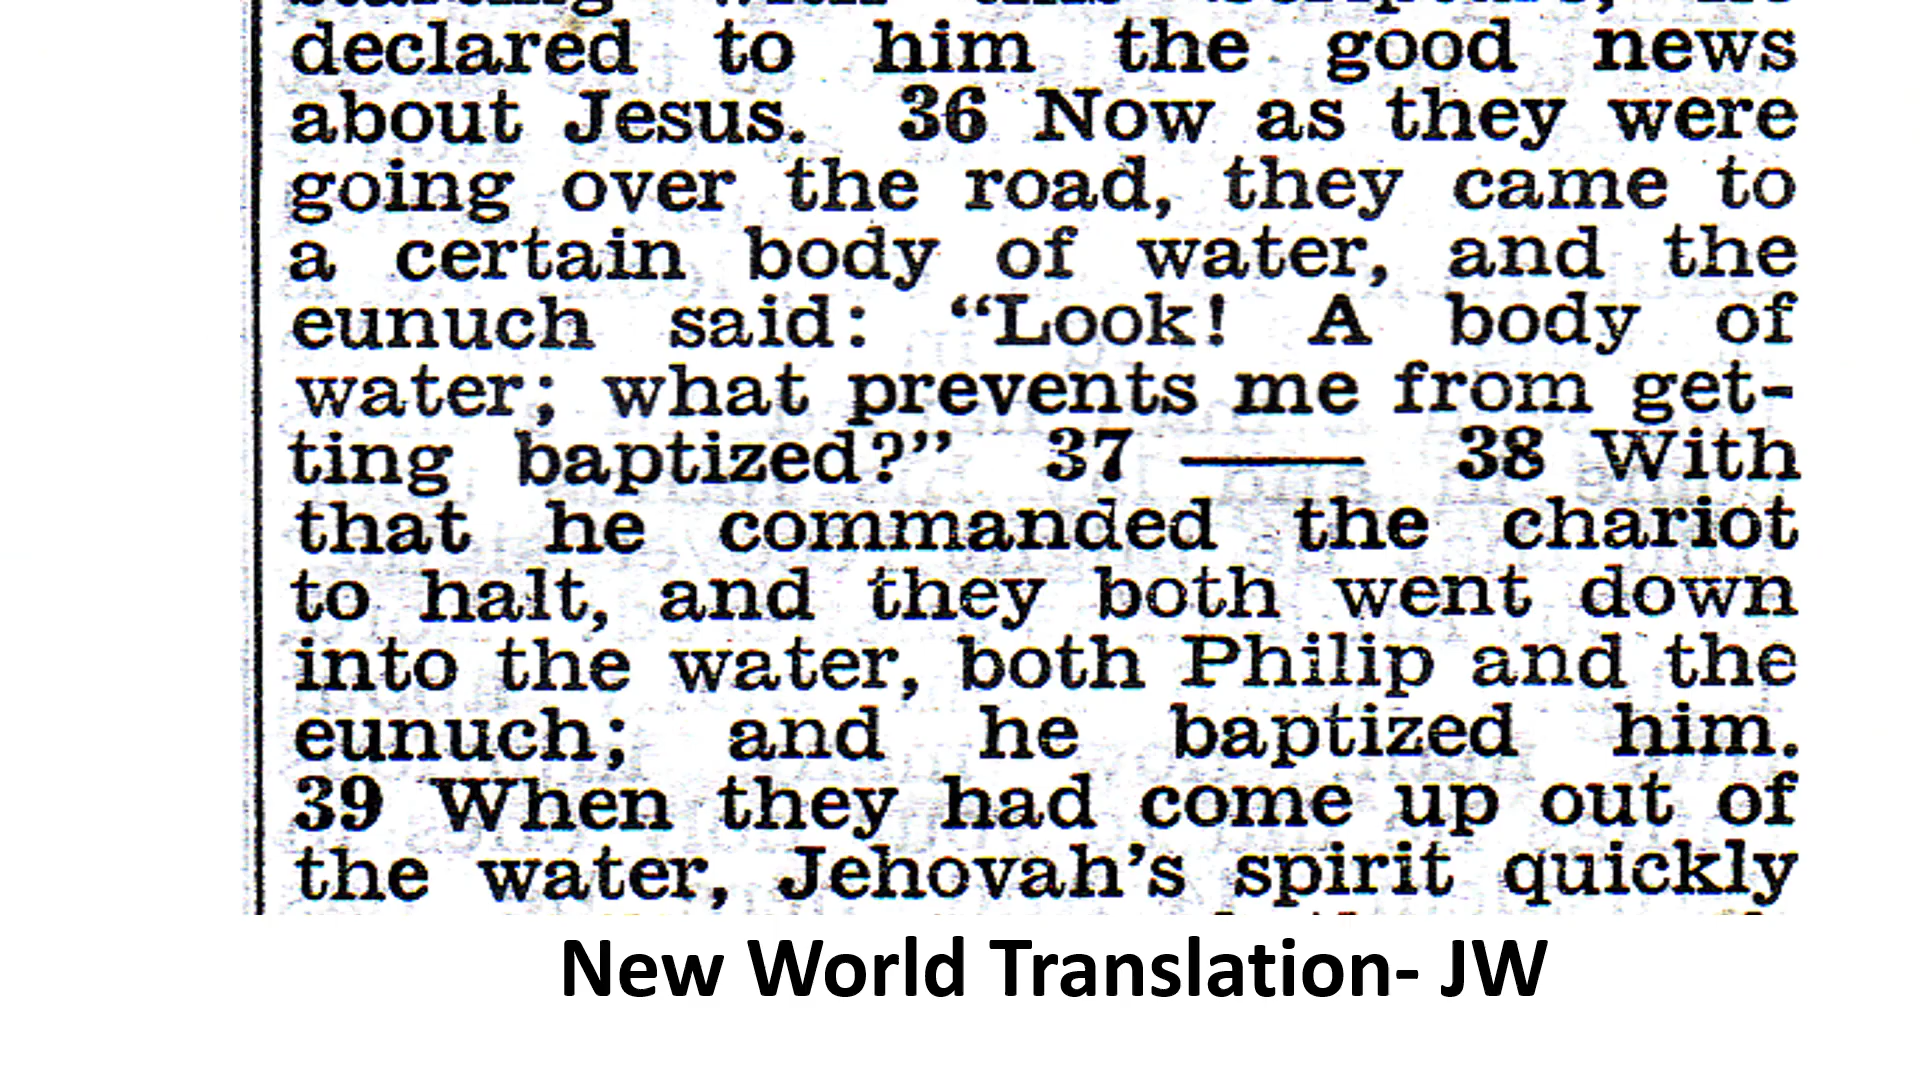 declared to him the good news
about Jesus. 36 Now as they were
going over the road, they came to
a certain body of water, and the
eunuch said: “Look! A body of
water; what prevents me from get-
ting baptized?” 37 —— 38 With
that he commanded the chariot
to halt, and they both went down
into the water, both Philip and the
eunuch; and he baptized him.
39 When they had come up out of
the water, Jehovah’s spirit quickly
New World Translation- JW